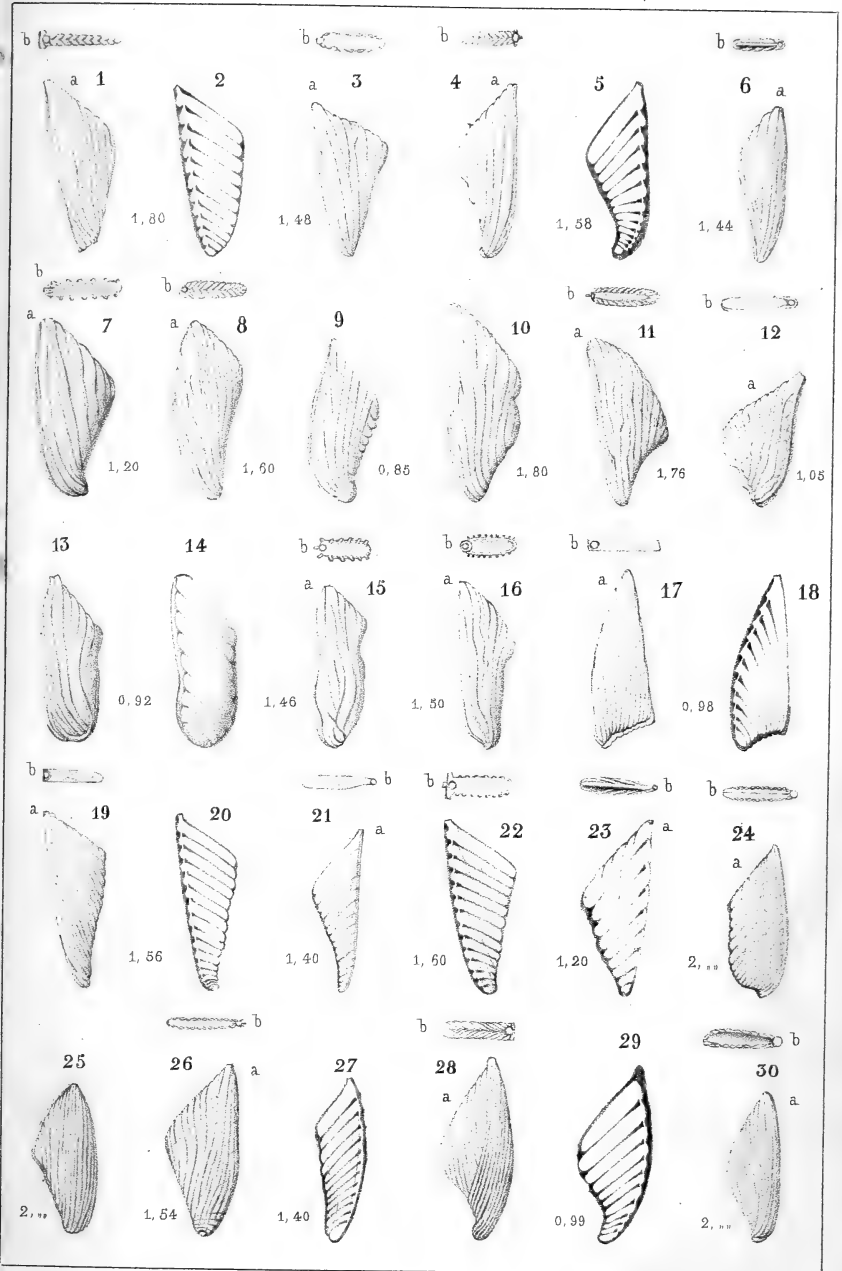 b b b b
a 1 2 a 3 4 a 5 6 a
1,80 1,48 1,58 1,44
b b b b
a 7 a 8 9 10 a 11 a 12
1,20 1,60 0,85 1,80 1,76 1,05
13 14 b a 15 b a 16 b a 17 18
0,92 1,46 1,50 0,98
b b b b b
a 19 20 21 a 22 23 a a 24
1,56 1,40 1,60 1,20 2,„„
b b b
25 26 a 27 28 a 29 30 a
2,„„ 1,54 1,40 0,99 2,„„